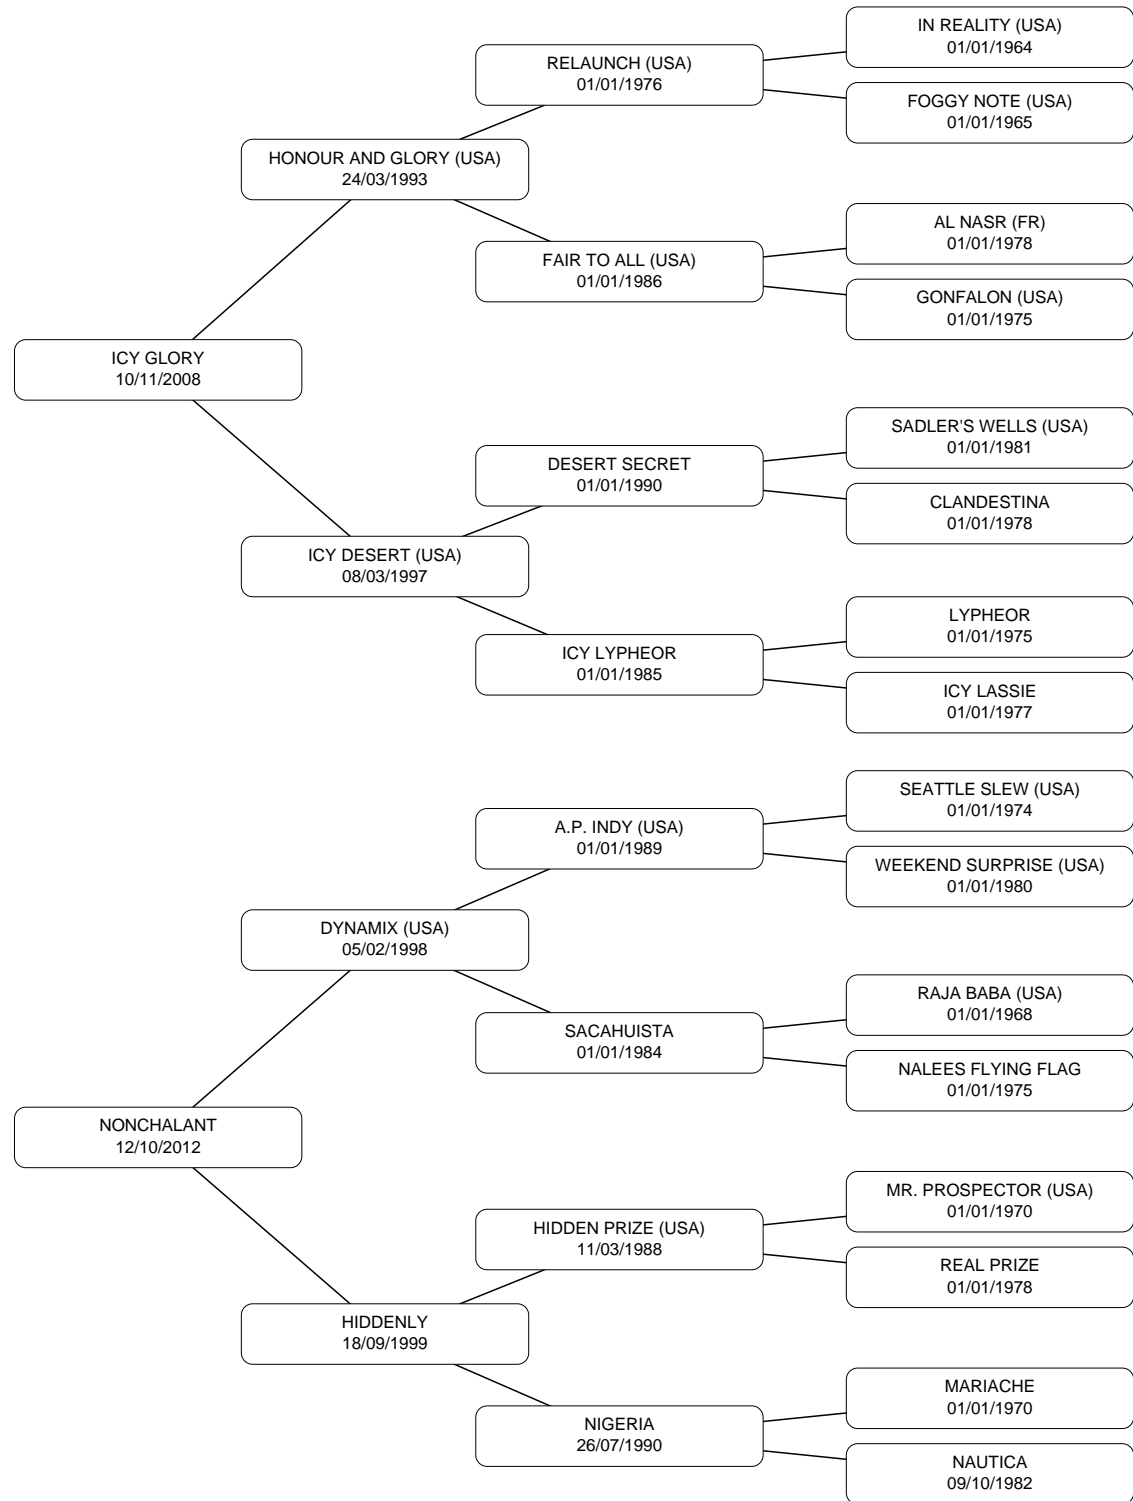 IN REALITY (USA)
01/01/1964
RELAUNCH (USA)
01/01/1976
FOGGY NOTE (USA)
01/01/1965
HONOUR AND GLORY (USA)
24/03/1993
AL NASR (FR)
01/01/1978
FAIR TO ALL (USA)
01/01/1986
GONFALON (USA)
01/01/1975
ICY GLORY
10/11/2008
SADLER'S WELLS (USA)
01/01/1981
DESERT SECRET
01/01/1990
CLANDESTINA
01/01/1978
ICY DESERT (USA)
08/03/1997
LYPHEOR
01/01/1975
ICY LYPHEOR
01/01/1985
ICY LASSIE
01/01/1977
SEATTLE SLEW (USA)
01/01/1974
A.P. INDY (USA)
01/01/1989
WEEKEND SURPRISE (USA)
01/01/1980
DYNAMIX (USA)
05/02/1998
RAJA BABA (USA)
01/01/1968
SACAHUISTA
01/01/1984
NALEES FLYING FLAG
01/01/1975
NONCHALANT
12/10/2012
MR. PROSPECTOR (USA)
01/01/1970
HIDDEN PRIZE (USA)
11/03/1988
REAL PRIZE
01/01/1978
HIDDENLY
18/09/1999
MARIACHE
01/01/1970
NIGERIA
26/07/1990
NAUTICA
09/10/1982